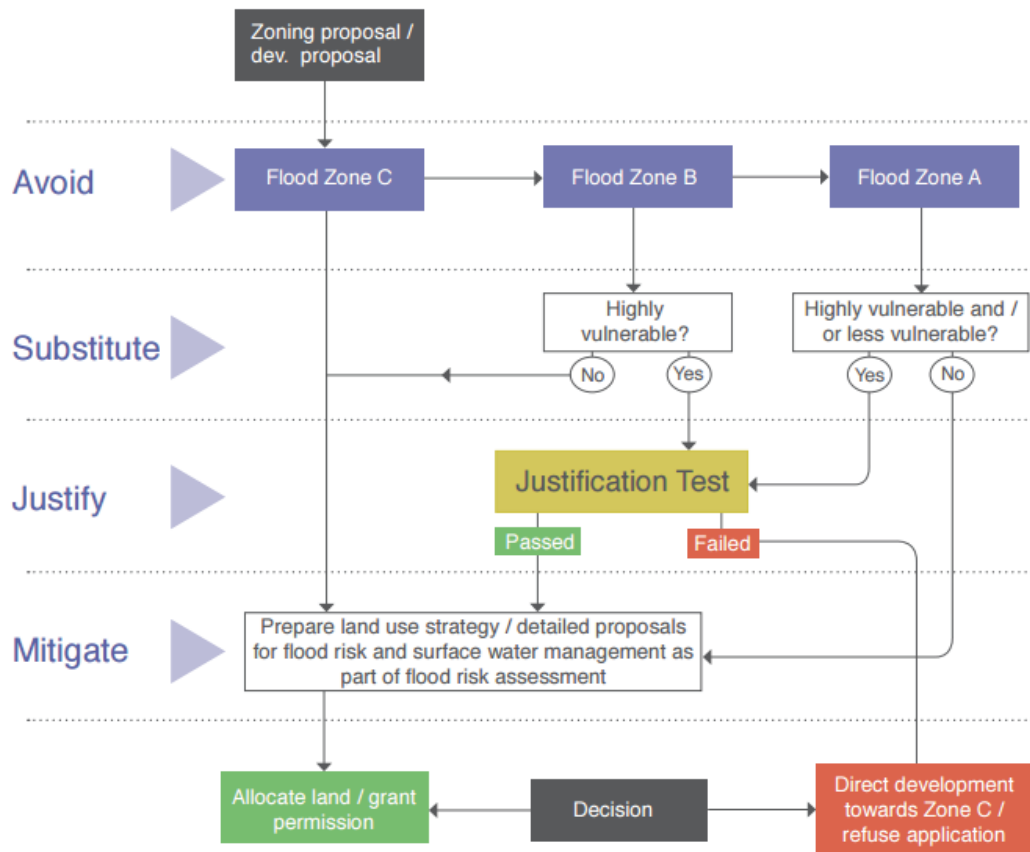 Zoning proposal /
dev. proposal
Avoid
Flood Zone C
Flood Zone B
Flood Zone A
Substitute
Highly
vulnerable?
Highly vulnerable and /
or less vulnerable?
No
Yes
Yes
No
Justify
Justification Test
Passed
Failed
Mitigate
Prepare land use strategy / detailed proposals
for flood risk and surface water management as
part of flood risk assessment
Allocate land / grant
permission
Decision
Direct development
towards Zone C /
refuse application